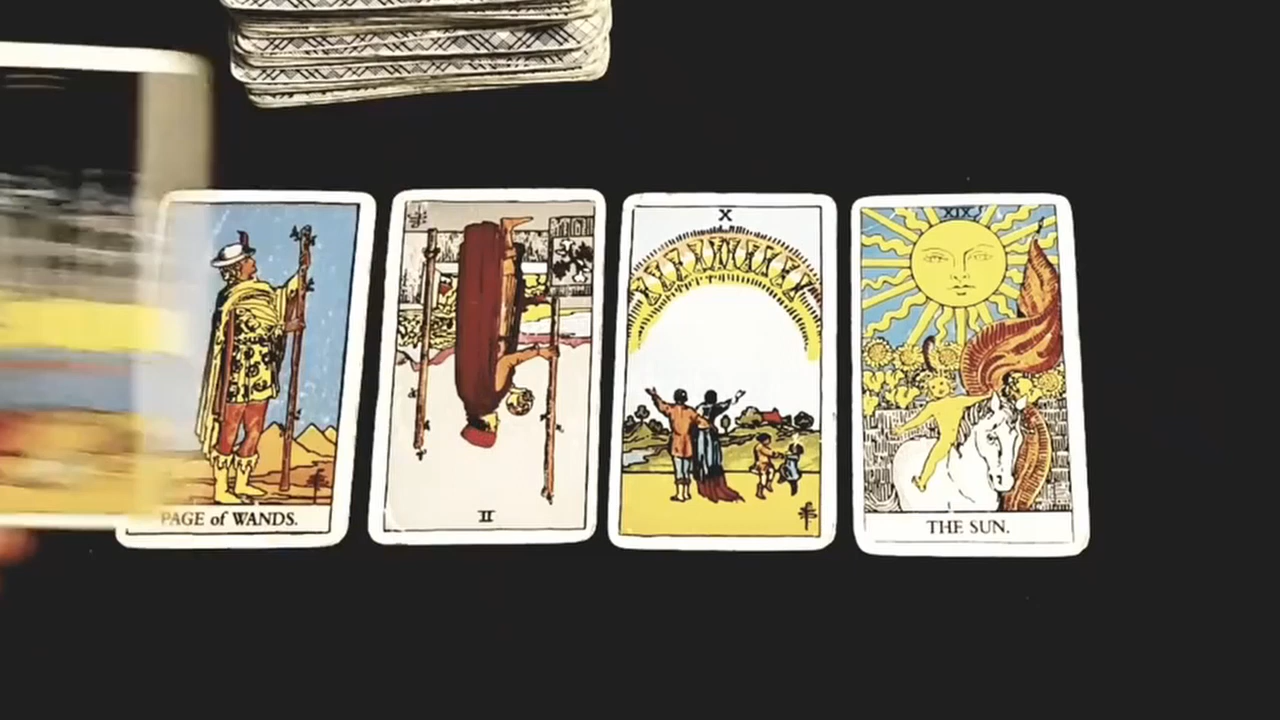 PAGE of WANDS.
II
X
XIX
THE SUN.